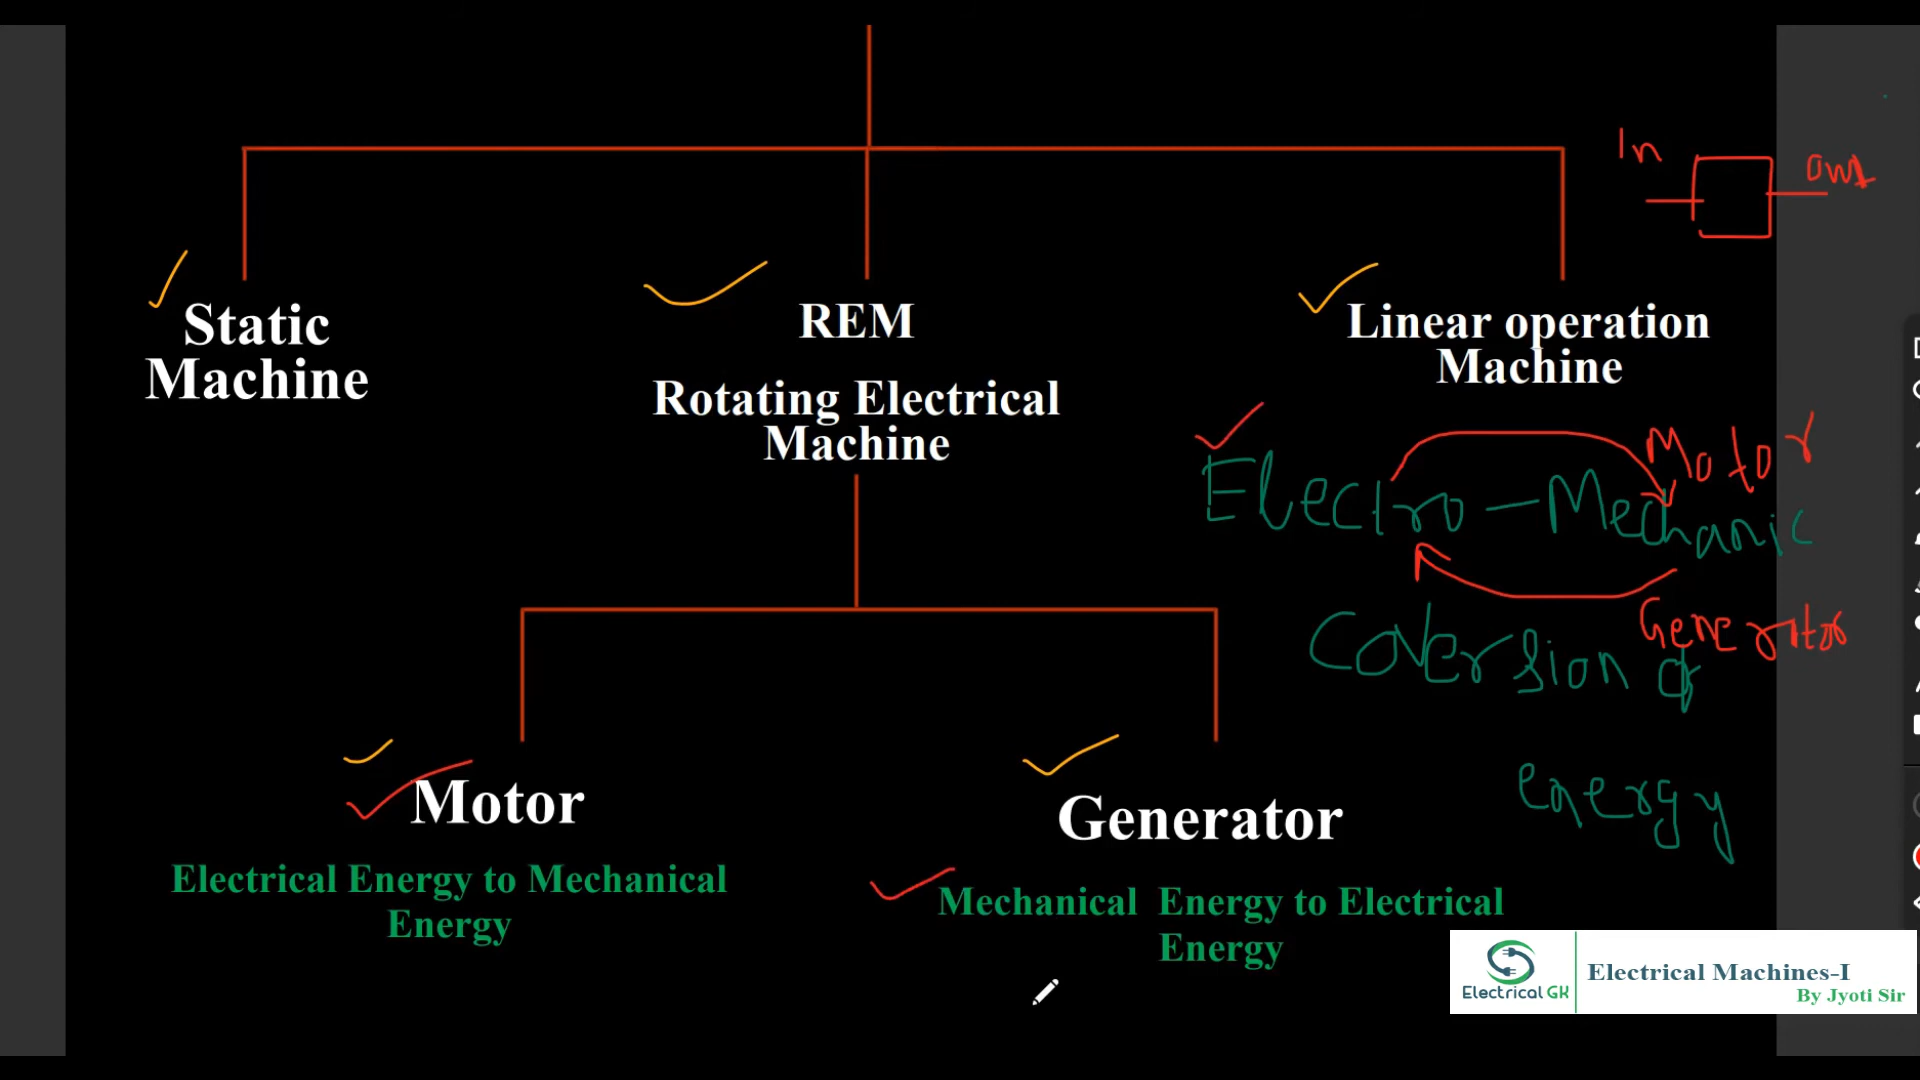 In
Out
Static
Machine
REM
Rotating Electrical
Machine
Linear operation
Machine
Motor
Electro - Mechanic
Generator
Coversion of
energy
Motor
Electrical Energy to Mechanical
Energy
Generator
Mechanical Energy to Electrical
Energy
Electrical GK
Electrical Machines-I
By Jyoti Sir